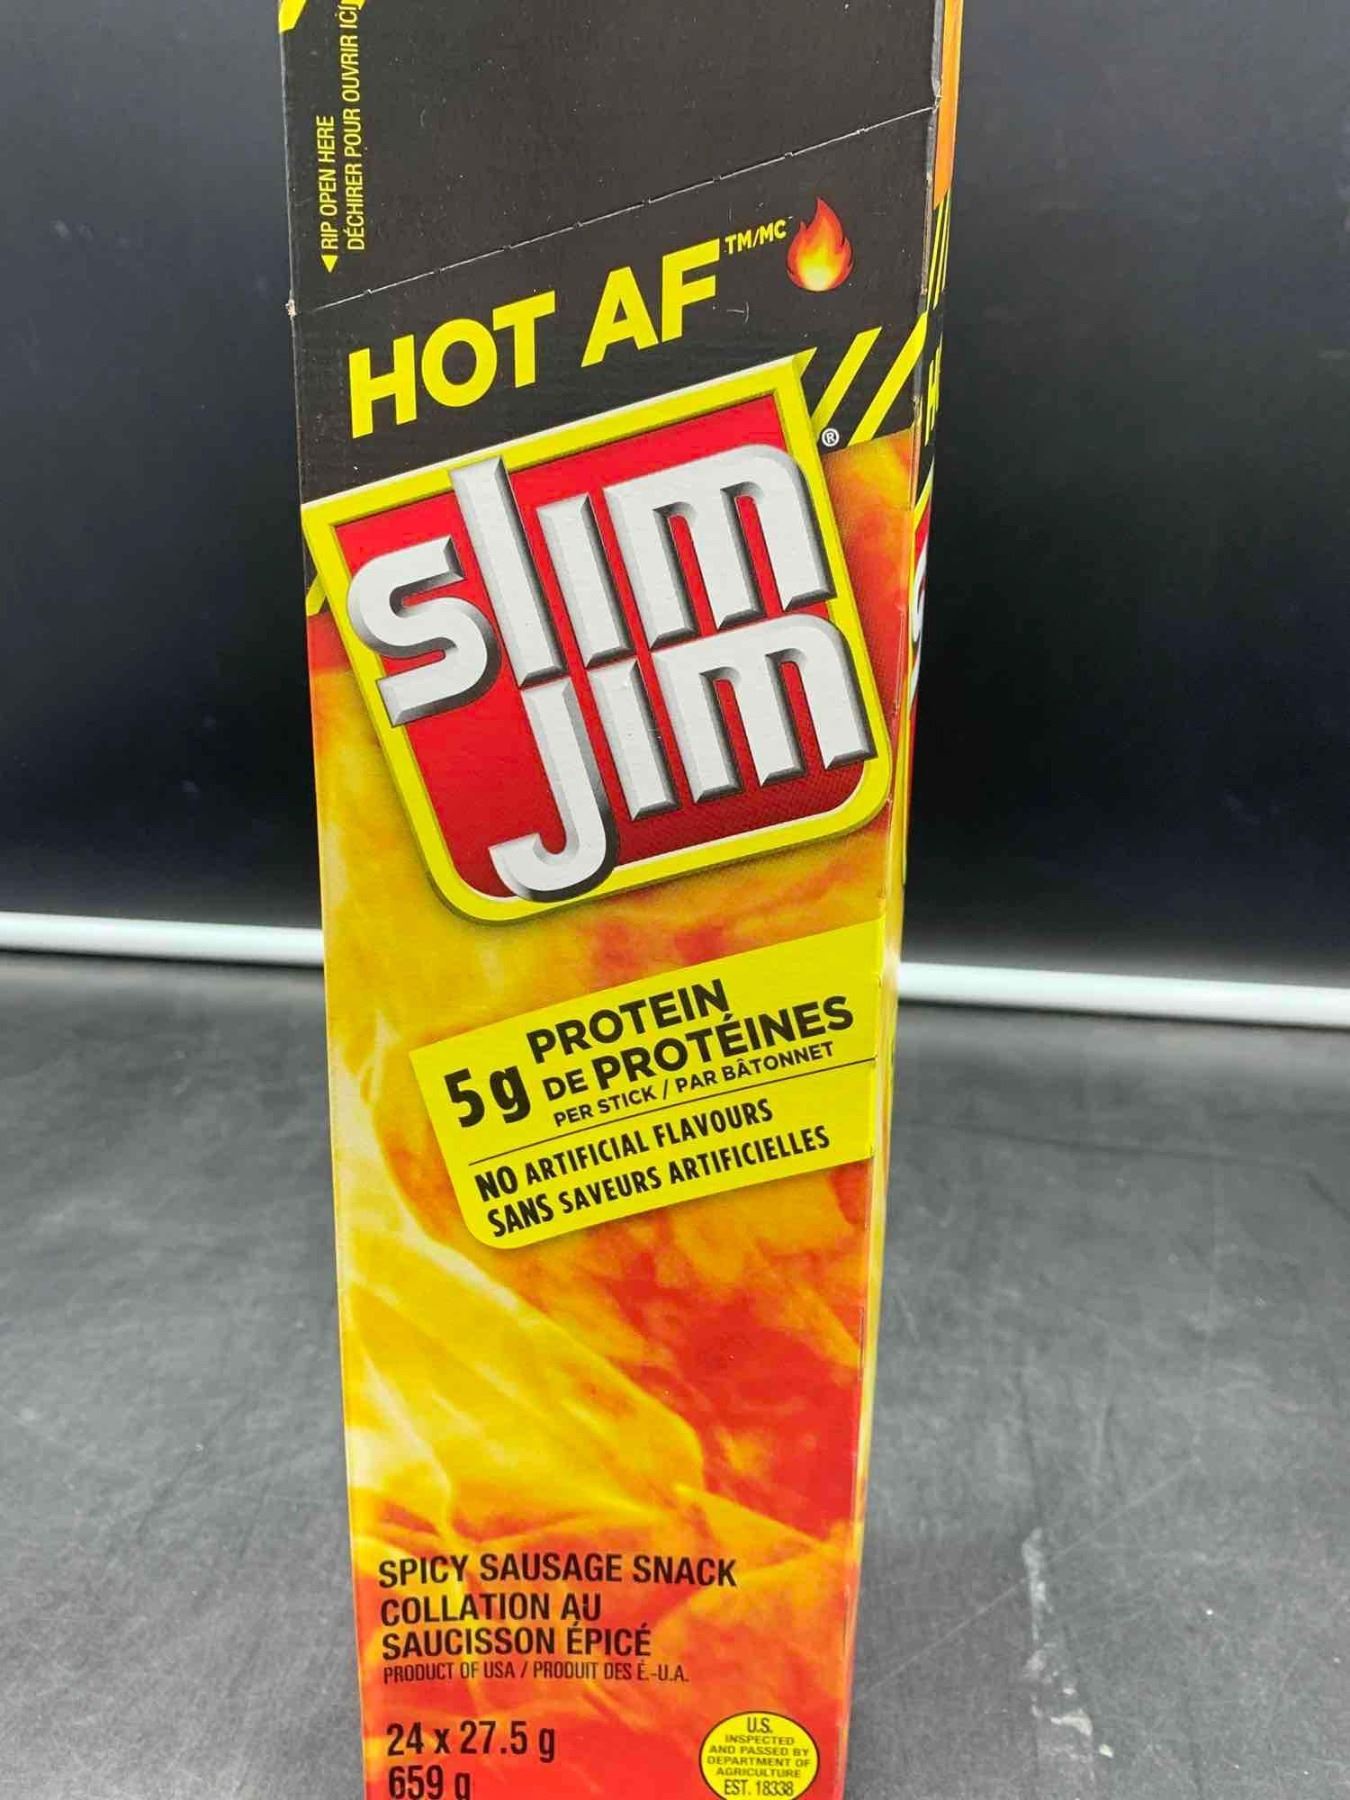 RIP OPEN HERE
DÉCHIRER POUR OUVRIR ICI
HOT AF TM/MC
slim ®
jim
5g PROTEIN
DE PROTÉINES
PER STICK / PAR BÂTONNET
NO ARTIFICIAL FLAVOURS
SANS SAVEURS ARTIFICIELLES
SPICY SAUSAGE SNACK
COLLATION AU
SAUCISSON ÉPICÉ
PRODUCT OF USA / PRODUIT DES É.-U.A.
24 x 27.5 g
659 g
U.S.
INSPECTED
AND PASSED BY
DEPARTMENT OF
AGRICULTURE
EST. 18338